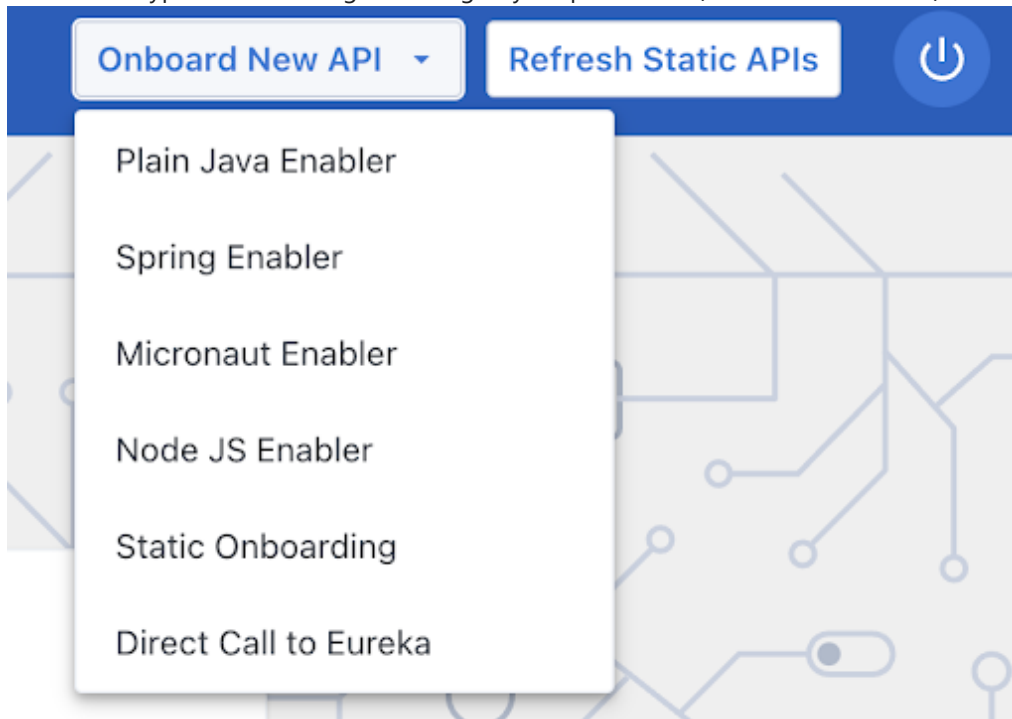 Onboard New API
Refresh Static APIs
Plain Java Enabler
Spring Enabler
Micronaut Enabler
Node JS Enabler
Static Onboarding
Direct Call to Eureka